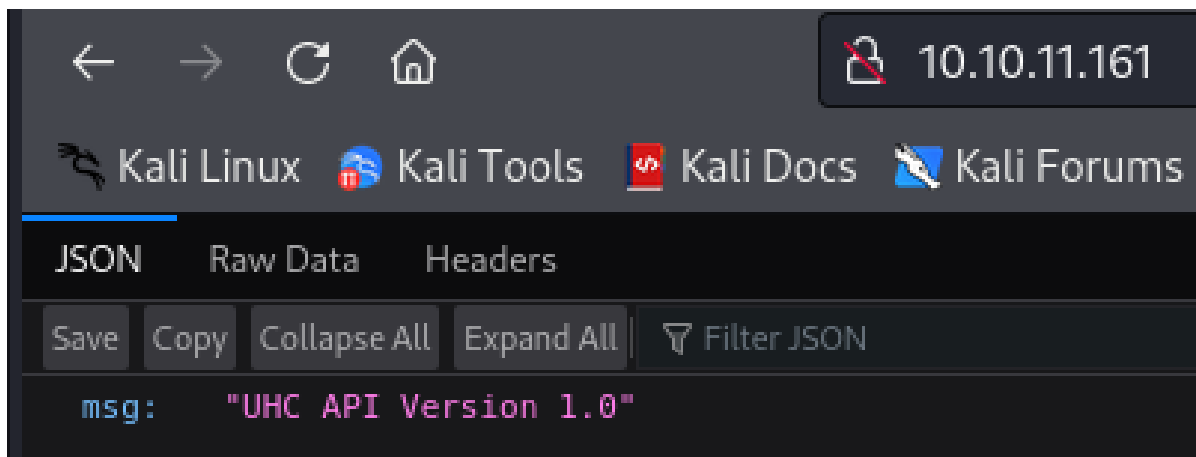 10.10.11.161
Kali Linux Kali Tools Kali Docs Kali Forums
JSON Raw Data Headers
Save Copy Collapse All Expand All Filter JSON
msg: "UHC API Version 1.0"